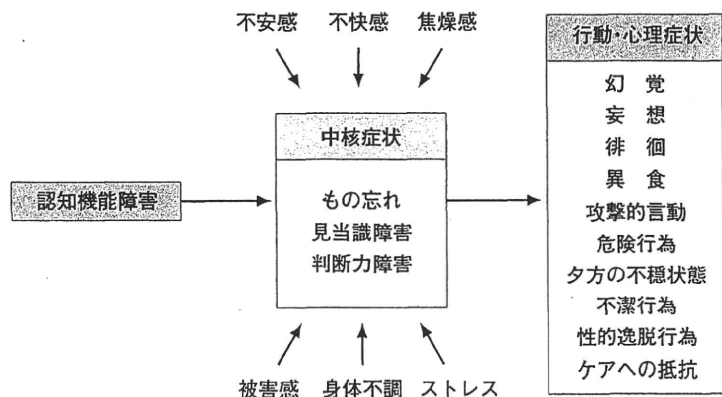 不安感 不快感 焦燥感
行動・心理症状
幻 覚
妄 想
徘 徊
異 食
攻撃的言動
危険行為
夕方の不穏状態
不潔行為
性的逸脱行為
ケアへの抵抗
中核症状
もの忘れ
見当識障害
判断力障害
認知機能障害
被害感 身体不調 ストレス